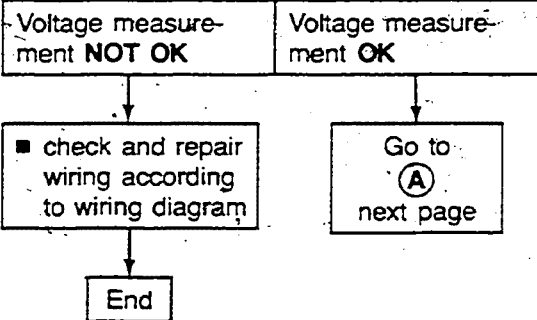 Voltage measure-
ment NOT OK
Voltage measure-
ment OK
■ check and repair
wiring according
to wiring diagram
Go to
A
next page
End